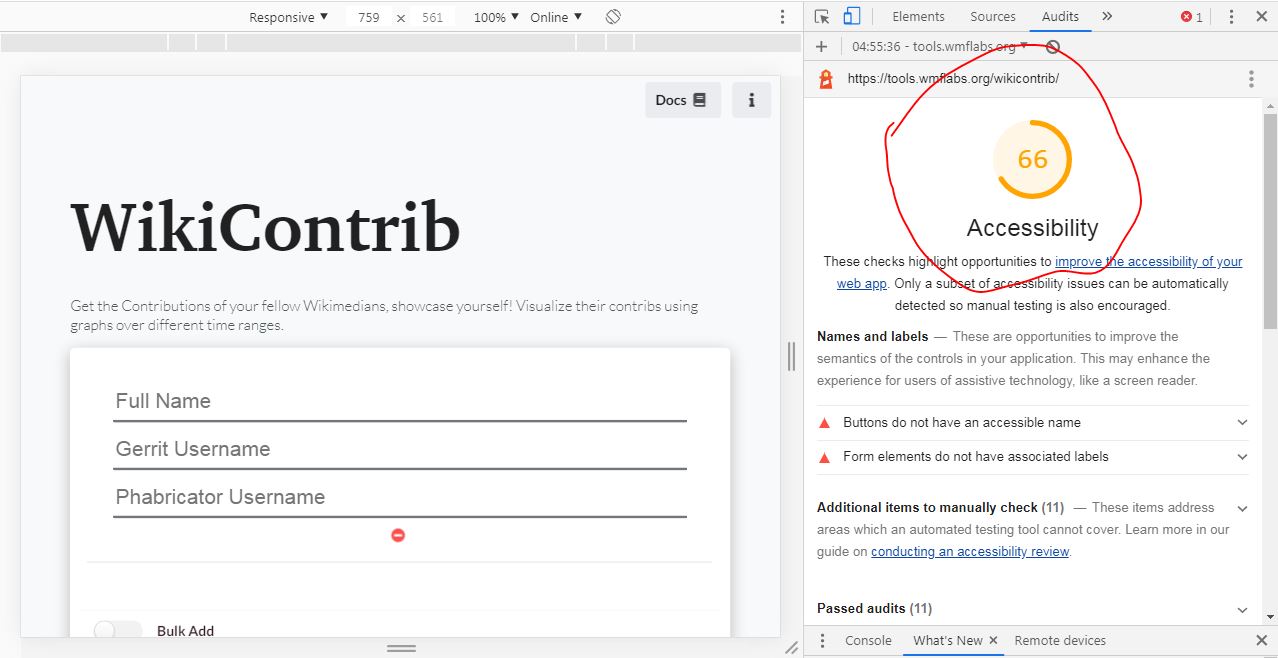 Responsive ▼ 759 x 561 100% ▼ Online ▼
Docs i
WikiContrib
Get the Contributions of your fellow Wikimedians, showcase yourself! Visualize their contribs using
graphs over different time ranges.
Full Name
Gerrit Username
Phabricator Username
Bulk Add
Elements Sources Audits » 1
+ 04:55:36 - tools.wmflabs.org ▼
https://tools.wmflabs.org/wikicontrib/
66
Accessibility
These checks highlight opportunities to improve the accessibility of your
web app. Only a subset of accessibility issues can be automatically
detected so manual testing is also encouraged.
Names and labels — These are opportunities to improve the
semantics of the controls in your application. This may enhance the
experience for users of assistive technology, like a screen reader.
Buttons do not have an accessible name
Form elements do not have associated labels
Additional items to manually check (11) — These items address
areas which an automated testing tool cannot cover. Learn more in our
guide on conducting an accessibility review.
Passed audits (11)
Console What's New × Remote devices